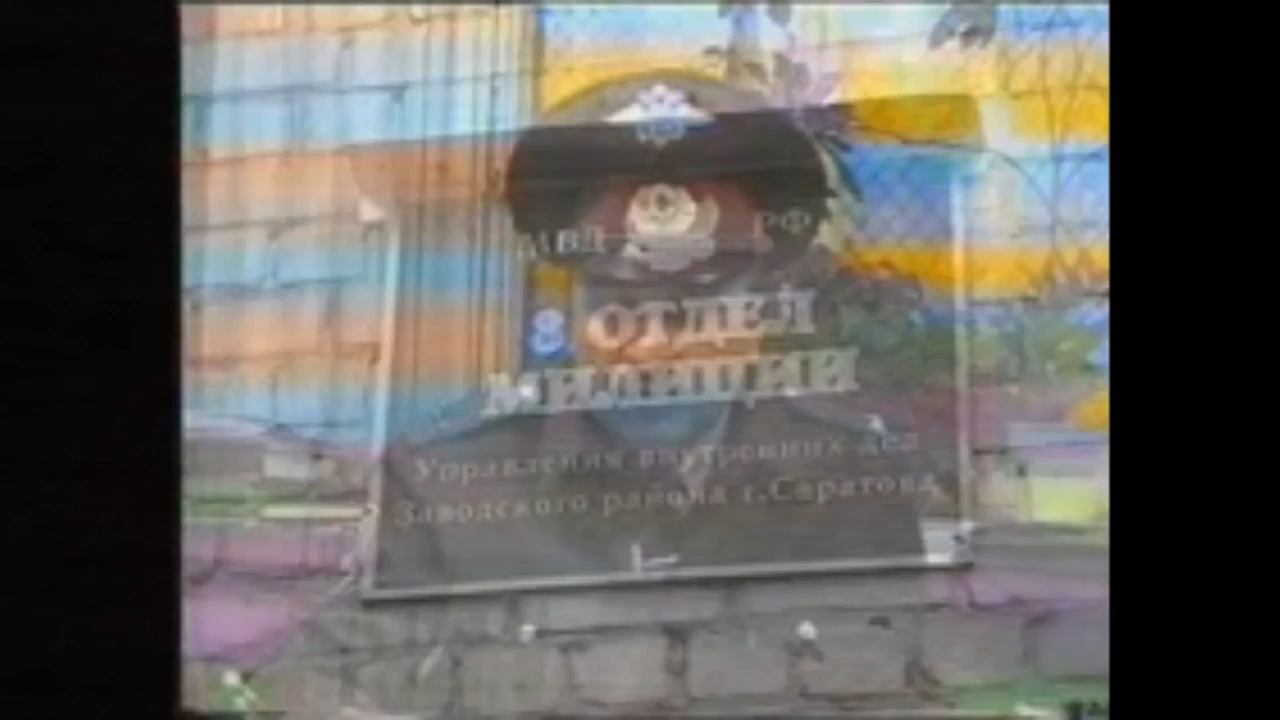 МВД РФ
8 ОТДЕЛ
МИЛИЦИИ
Управления внутренних дел
Заводского района г.Саратова